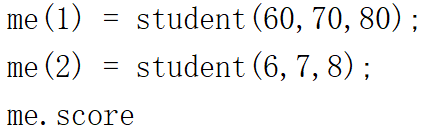 me(1) = student(60,70,80);
me(2) = student(6,7,8);
me.score